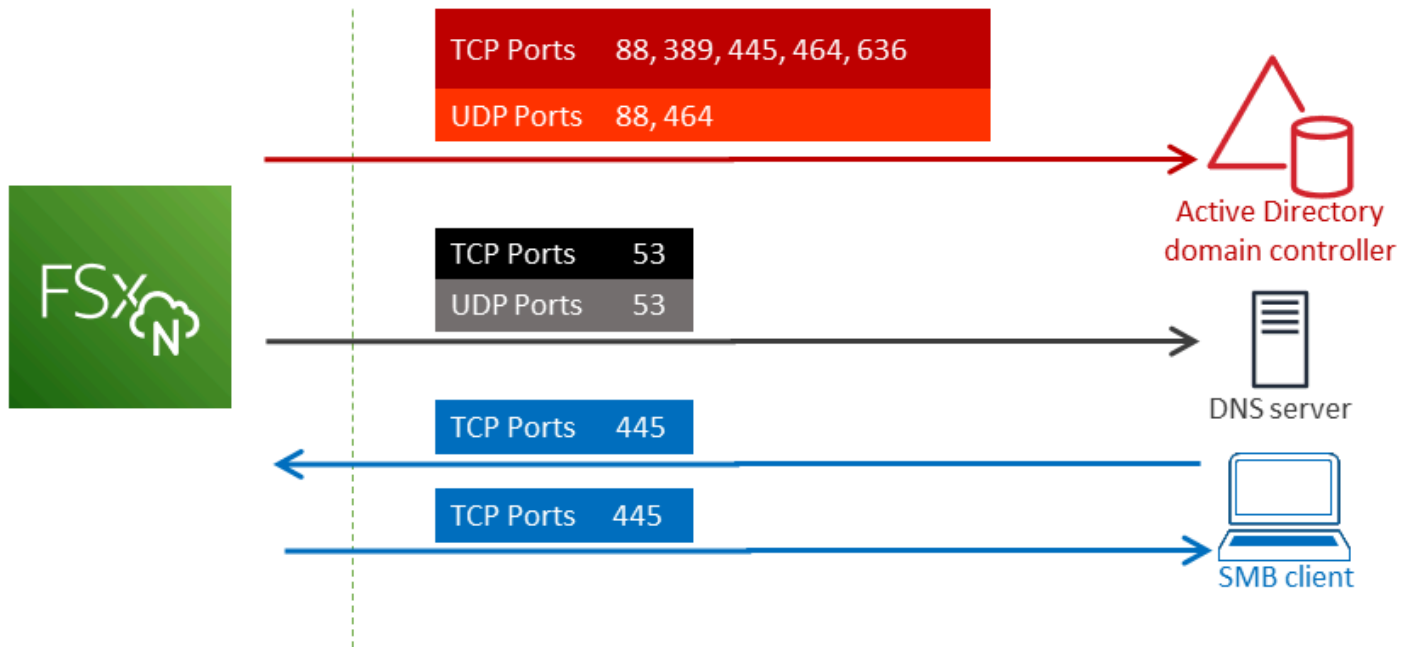 TCP Ports 88, 389, 445, 464, 636
UDP Ports 88, 464
Active Directory
domain controller
FSx
N
TCP Ports 53
UDP Ports 53
DNS server
TCP Ports 445
TCP Ports 445
SMB client